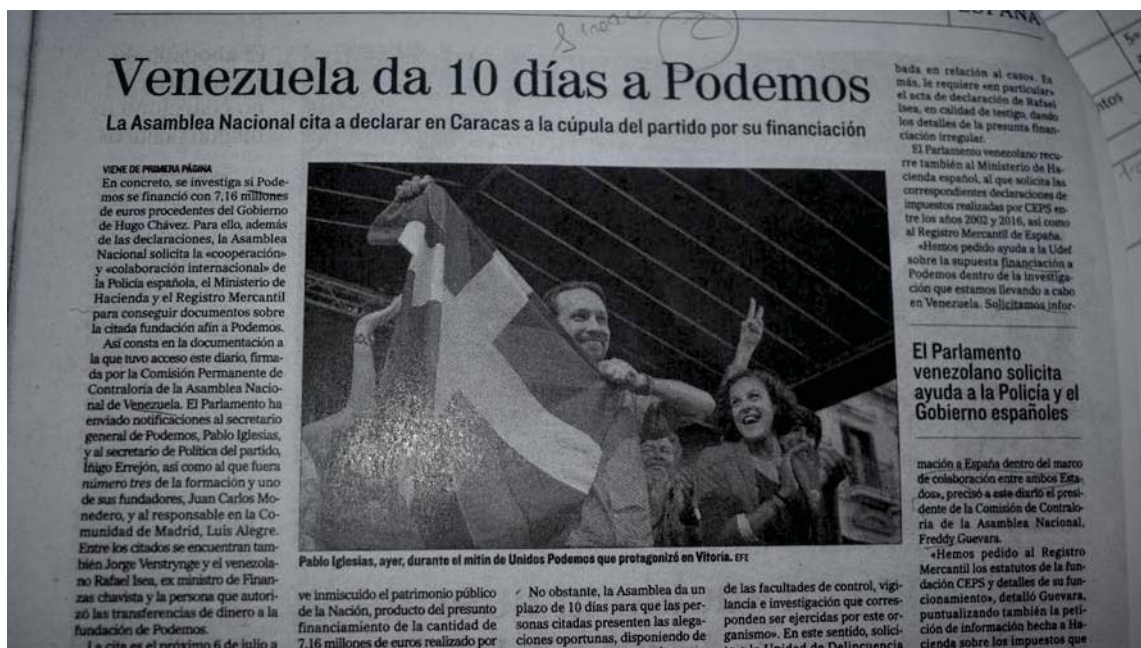 ESPAÑA
Venezuela da 10 días a Podemos
La Asamblea Nacional cita a declarar en Caracas a la cúpula del partido por su financiación
VIENE DE PRIMERA PÁGINA
En concreto, se investiga si Pode-
mos se financió con 7,16 millones
de euros procedentes del Gobierno
de Hugo Chávez. Para ello, además
de las declaraciones, la Asamblea
Nacional solicita la «cooperación»
y «colaboración internacional» de
la Policía española, el Ministerio de
Hacienda y el Registro Mercantil
para conseguir documentos sobre
la citada fundación afín a Podemos.
Así consta en la documentación a
la que tuvo acceso este diario, firma-
da por la Comisión Permanente de
Contraloría de la Asamblea Nacio-
nal de Venezuela. El Parlamento ha
enviado notificaciones al secretario
general de Podemos, Pablo Iglesias,
y al secretario de Política del partido,
Íñigo Errejón, así como al que fuera
número tres de la formación y uno
de sus fundadores, Juan Carlos Mo-
nedero, y al responsable en la Co-
munidad de Madrid, Luis Alegre.
Entre los citados se encuentran tam-
bién Jorge Verstrynge y el venezola-
no Rafael Isea, ex ministro de Finan-
zas chavista y la persona que autori-
zó las transferencias de dinero a la
fundación de Podemos.
La cita es el próximo 6 de julio a
Pablo Iglesias, ayer, durante el mitin de Unidos Podemos que protagonizó en Vitoria. EFE
ve inmiscuido el patrimonio público
de la Nación, producto del presunto
financiamiento de la cantidad de
7,16 millones de euros realizado por
No obstante, la Asamblea da un
plazo de 10 días para que las per-
sonas citadas presenten las alega-
ciones oportunas, disponiendo de
de las facultades de control, vigi-
lancia e investigación que corres-
ponden ser ejercidas por este or-
ganismo». En este sentido, solici-
ta a la Unidad de Delincuencia
bada en relación al caso». Es
más, le requiere «en particular»
el acta de declaración de Rafael
Isea, en calidad de testigo, dando
los detalles de la presunta finan-
ciación irregular.
El Parlamento venezolano recu-
rre también al Ministerio de Ha-
cienda español, al que solicita las
correspondientes declaraciones de
impuestos realizadas por CEPS en-
tre los años 2002 y 2016, así como
al Registro Mercantil de España.
«Hemos pedido ayuda a la Udef
sobre la supuesta financiación a
Podemos dentro de la investiga-
ción que estamos llevando a cabo
en Venezuela. Solicitamos infor-
El Parlamento
venezolano solicita
ayuda a la Policía y el
Gobierno españoles
mación a España dentro del marco
de colaboración entre ambos Esta-
dos», precisó a este diario el presi-
dente de la Comisión de Contralo-
ría de la Asamblea Nacional,
Freddy Guevara.
«Hemos pedido al Registro
Mercantil los estatutos de la fun-
dación CEPS y detalles de su fun-
cionamiento», detalló Guevara,
puntualizando también la peti-
ción de información hecha a Ha-
cienda sobre los impuestos que